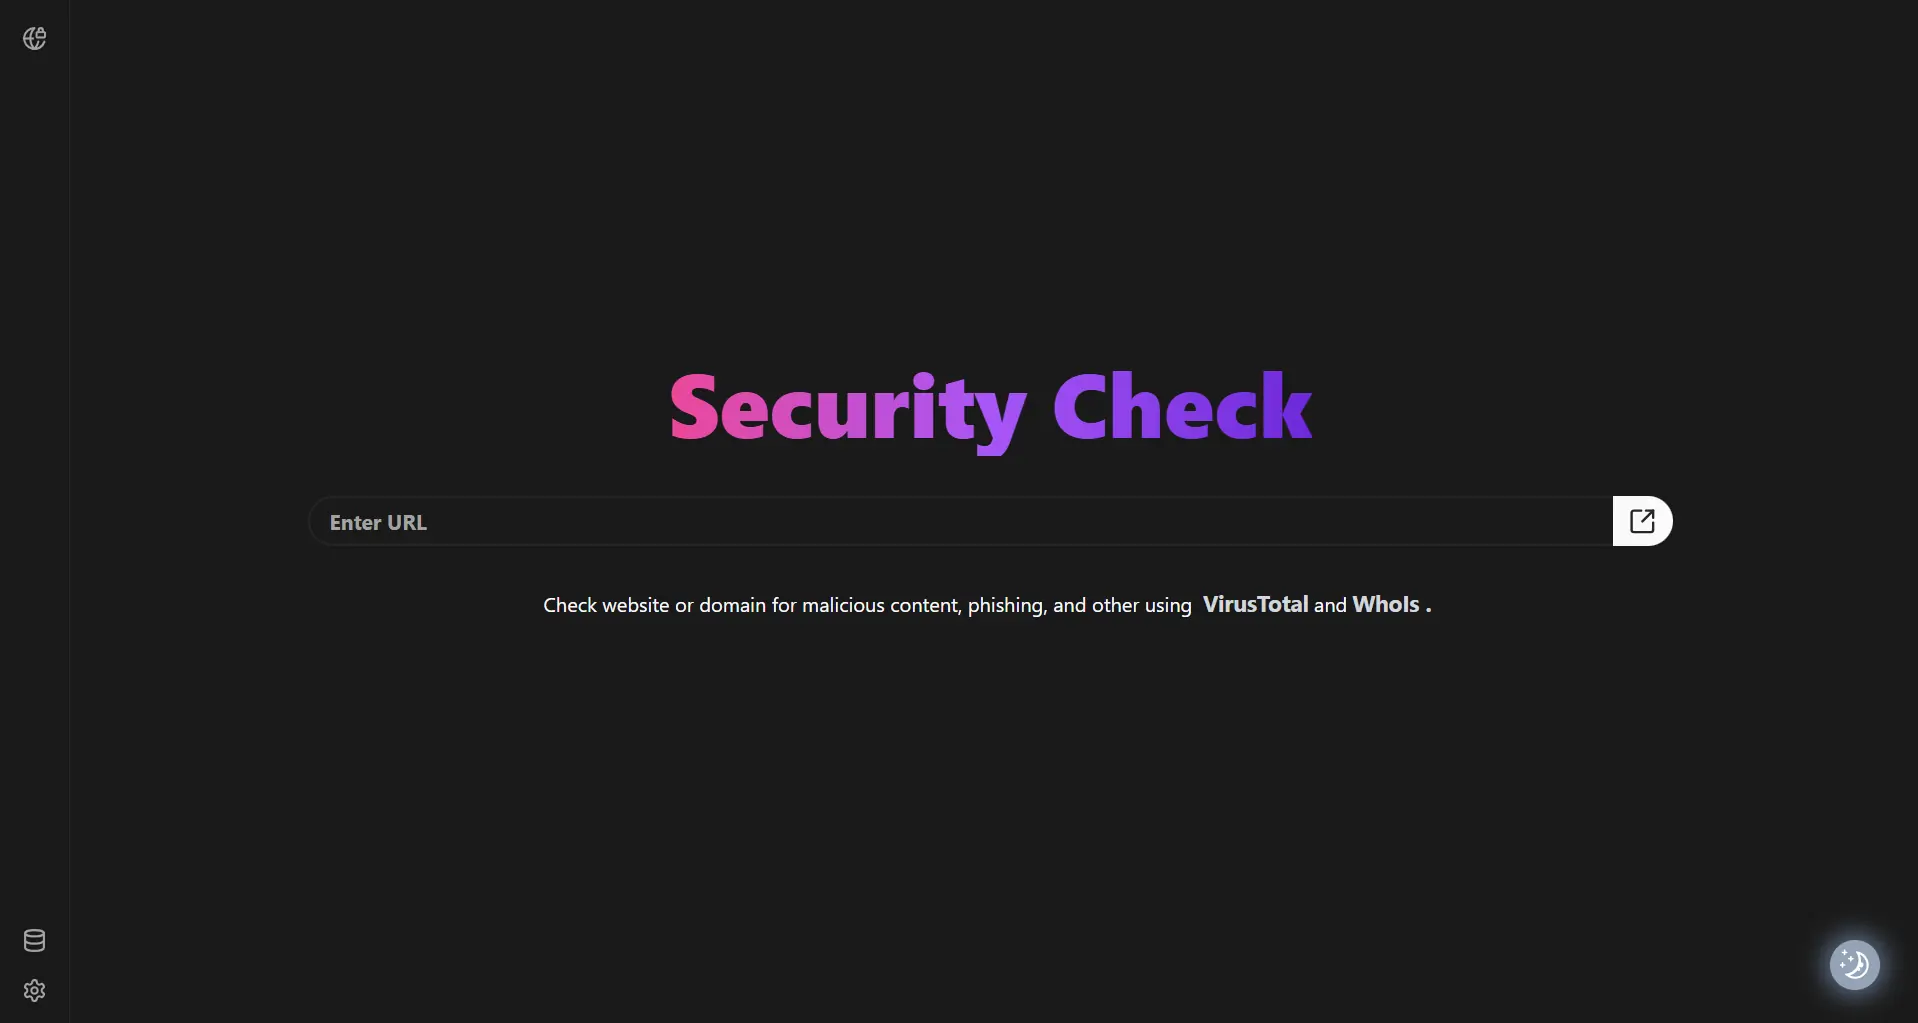 Security Check
Enter URL
Check website or domain for malicious content, phishing, and other using VirusTotal and WhoIs .